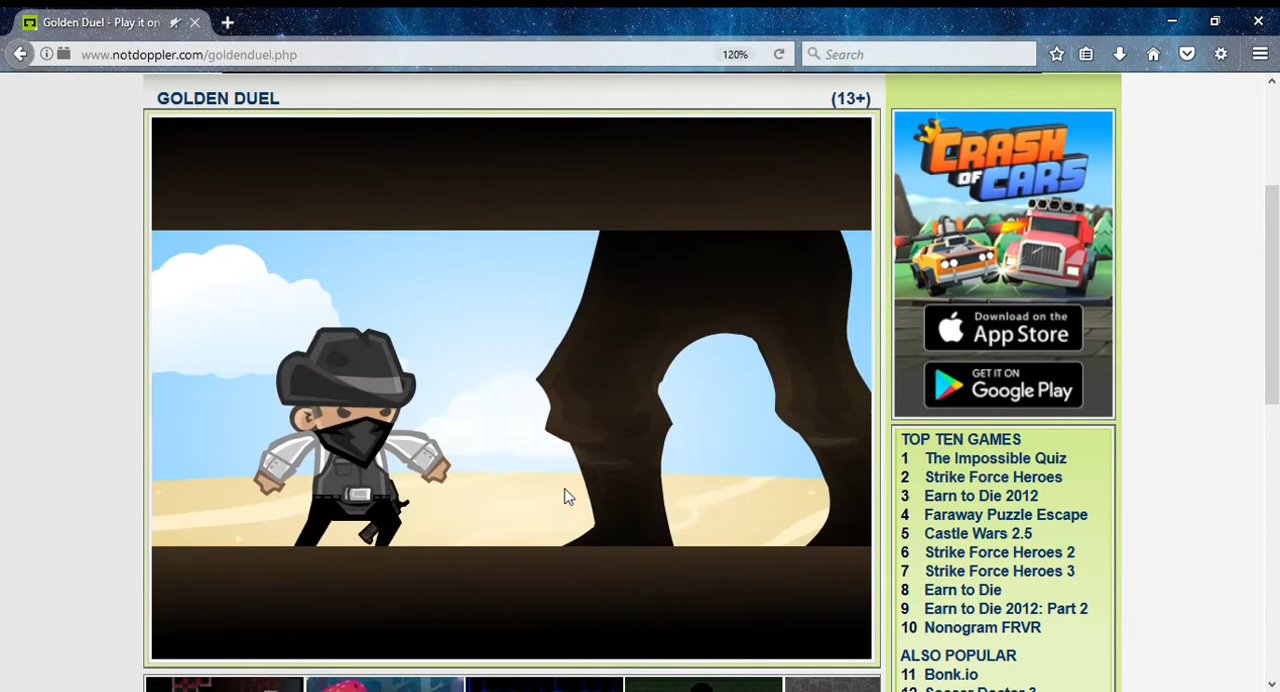 Golden Duel - Play it on
www.notdoppler.com/goldenduel.php
120%
Search
GOLDEN DUEL
(13+)
CRASH
OF CARS
Download on the
App Store
GET IT ON
Google Play
TOP TEN GAMES
1 The Impossible Quiz
2 Strike Force Heroes
3 Earn to Die 2012
4 Faraway Puzzle Escape
5 Castle Wars 2.5
6 Strike Force Heroes 2
7 Strike Force Heroes 3
8 Earn to Die
9 Earn to Die 2012: Part 2
10 Nonogram FRVR
ALSO POPULAR
11 Bonk.io